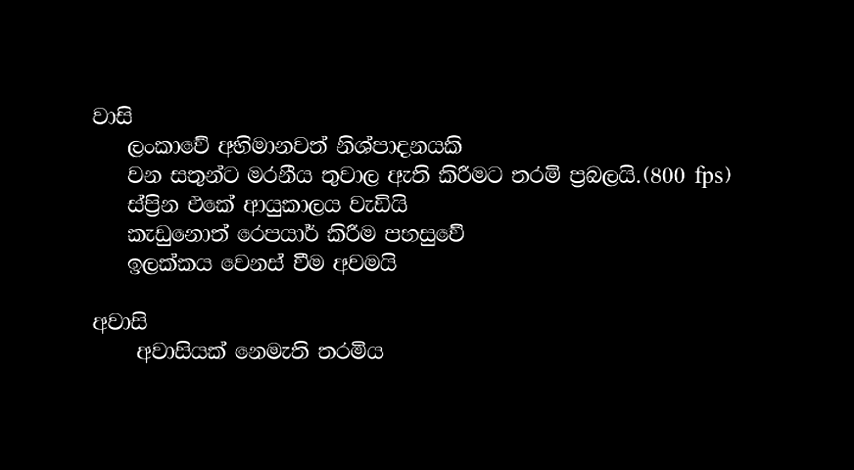 වාසි
ලංකාවේ අභිමානවත් නිශ්පාදනයකි
වන සතුන්ට මරනීය තුවාල ඇති කිරීමට තරම් ප්‍රබලයි.(800 fps)
ස්ප්‍රින එකේ ආයුකාලය වැඩියි
කැඩුනොත් රෙපයාර් කිරීම පහසුවේ
ඉලක්කය වෙනස් වීම අවමයි
අවාසි
අවාසියක් නොමැති තරම්ය